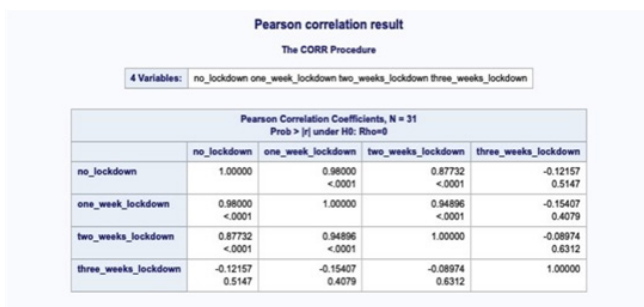 Pearson correlation result
The CORR Procedure
4 Variables: no_lockdown one_week_lockdown two_weeks_lockdown three_weeks_lockdown
Pearson Correlation Coefficients, N = 31
Prob > |r| under H0: Rho=0
no_lockdown one_week_lockdown two_weeks_lockdown three_weeks_lockdown
no_lockdown 1.00000 0.98000 0.87732 -0.12157
<.0001 <.0001 0.5147
one_week_lockdown 0.98000 1.00000 0.94896 -0.15407
<.0001 <.0001 0.4079
two_weeks_lockdown 0.87732 0.94896 1.00000 -0.08974
<.0001 <.0001 0.6312
three_weeks_lockdown -0.12157 -0.15407 -0.08974 1.00000
0.5147 0.4079 0.6312